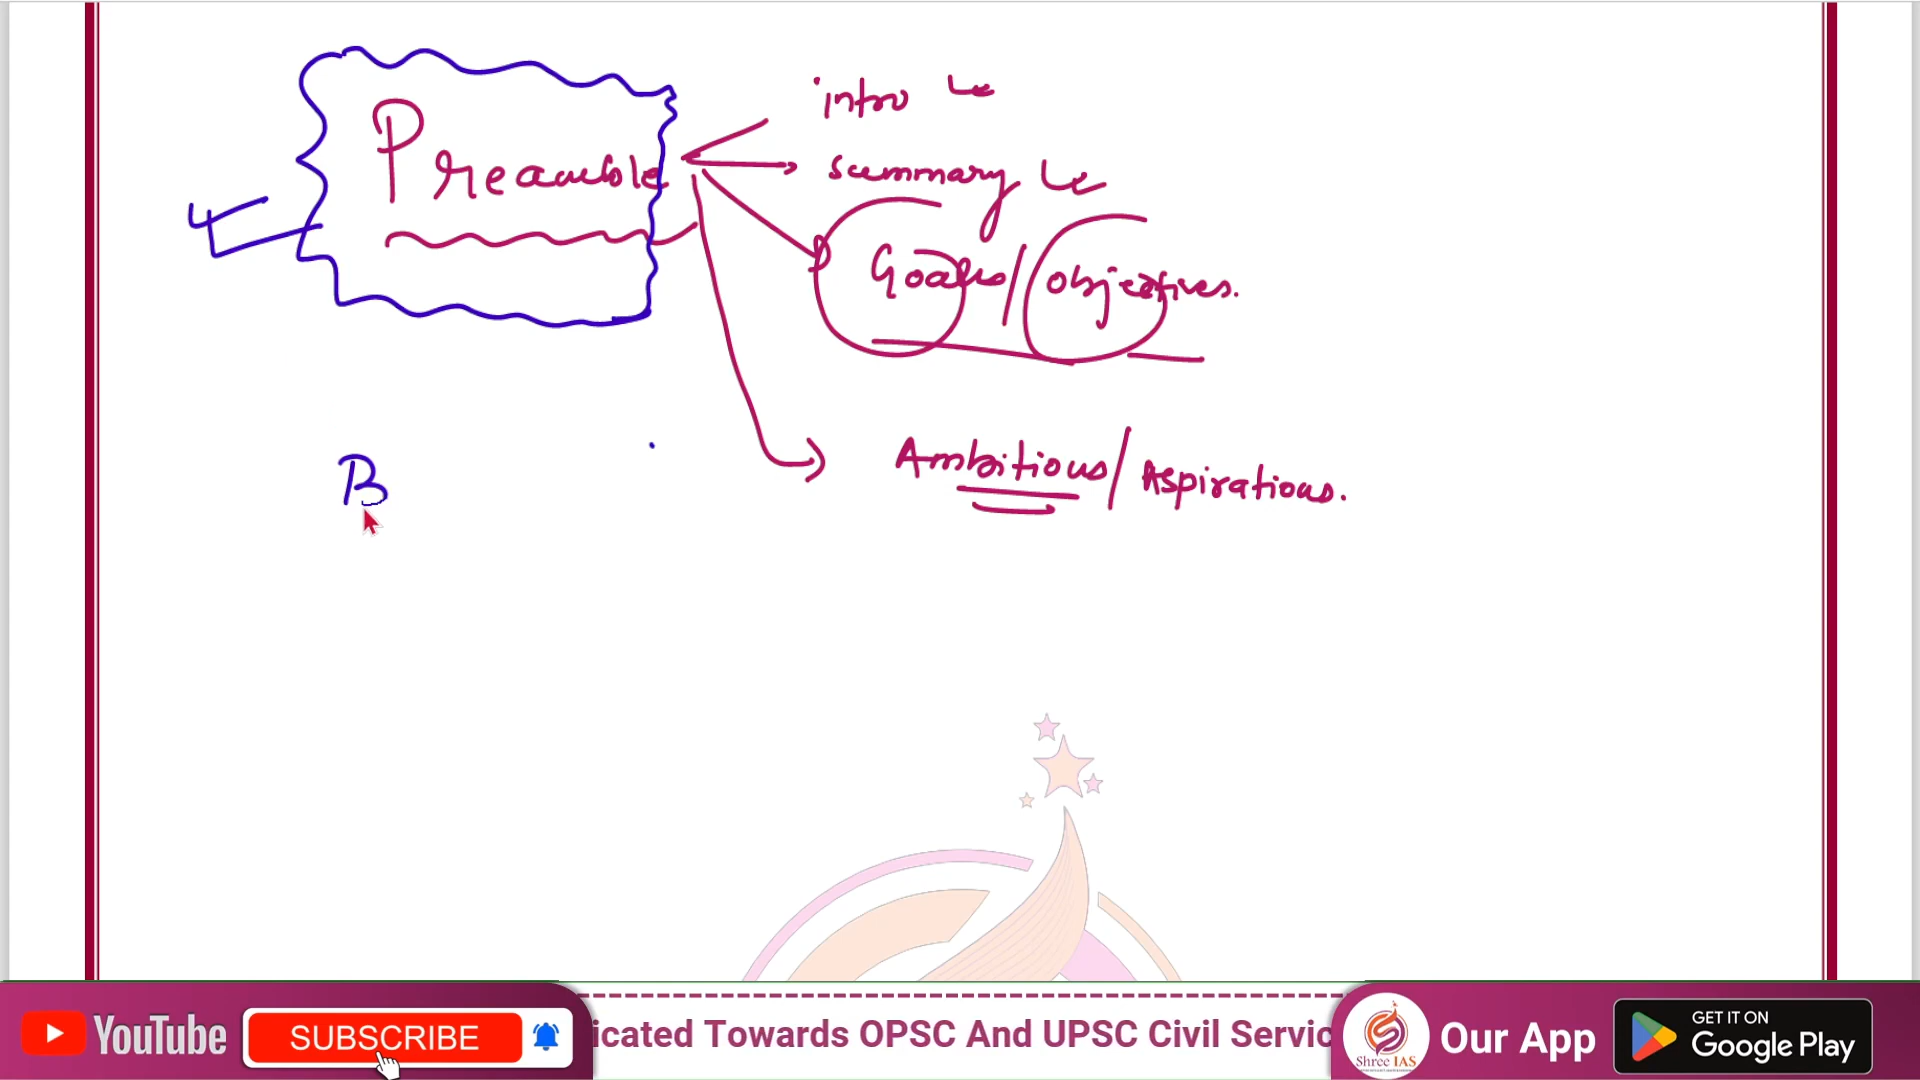 intro
Preamble
summary
Goals/objectives.
Ambitious/Aspirations.
B
YouTube
SUBSCRIBE
icated Towards OPSC And UPSC Civil Servic
Shree IAS
Our App
GET IT ON
Google Play